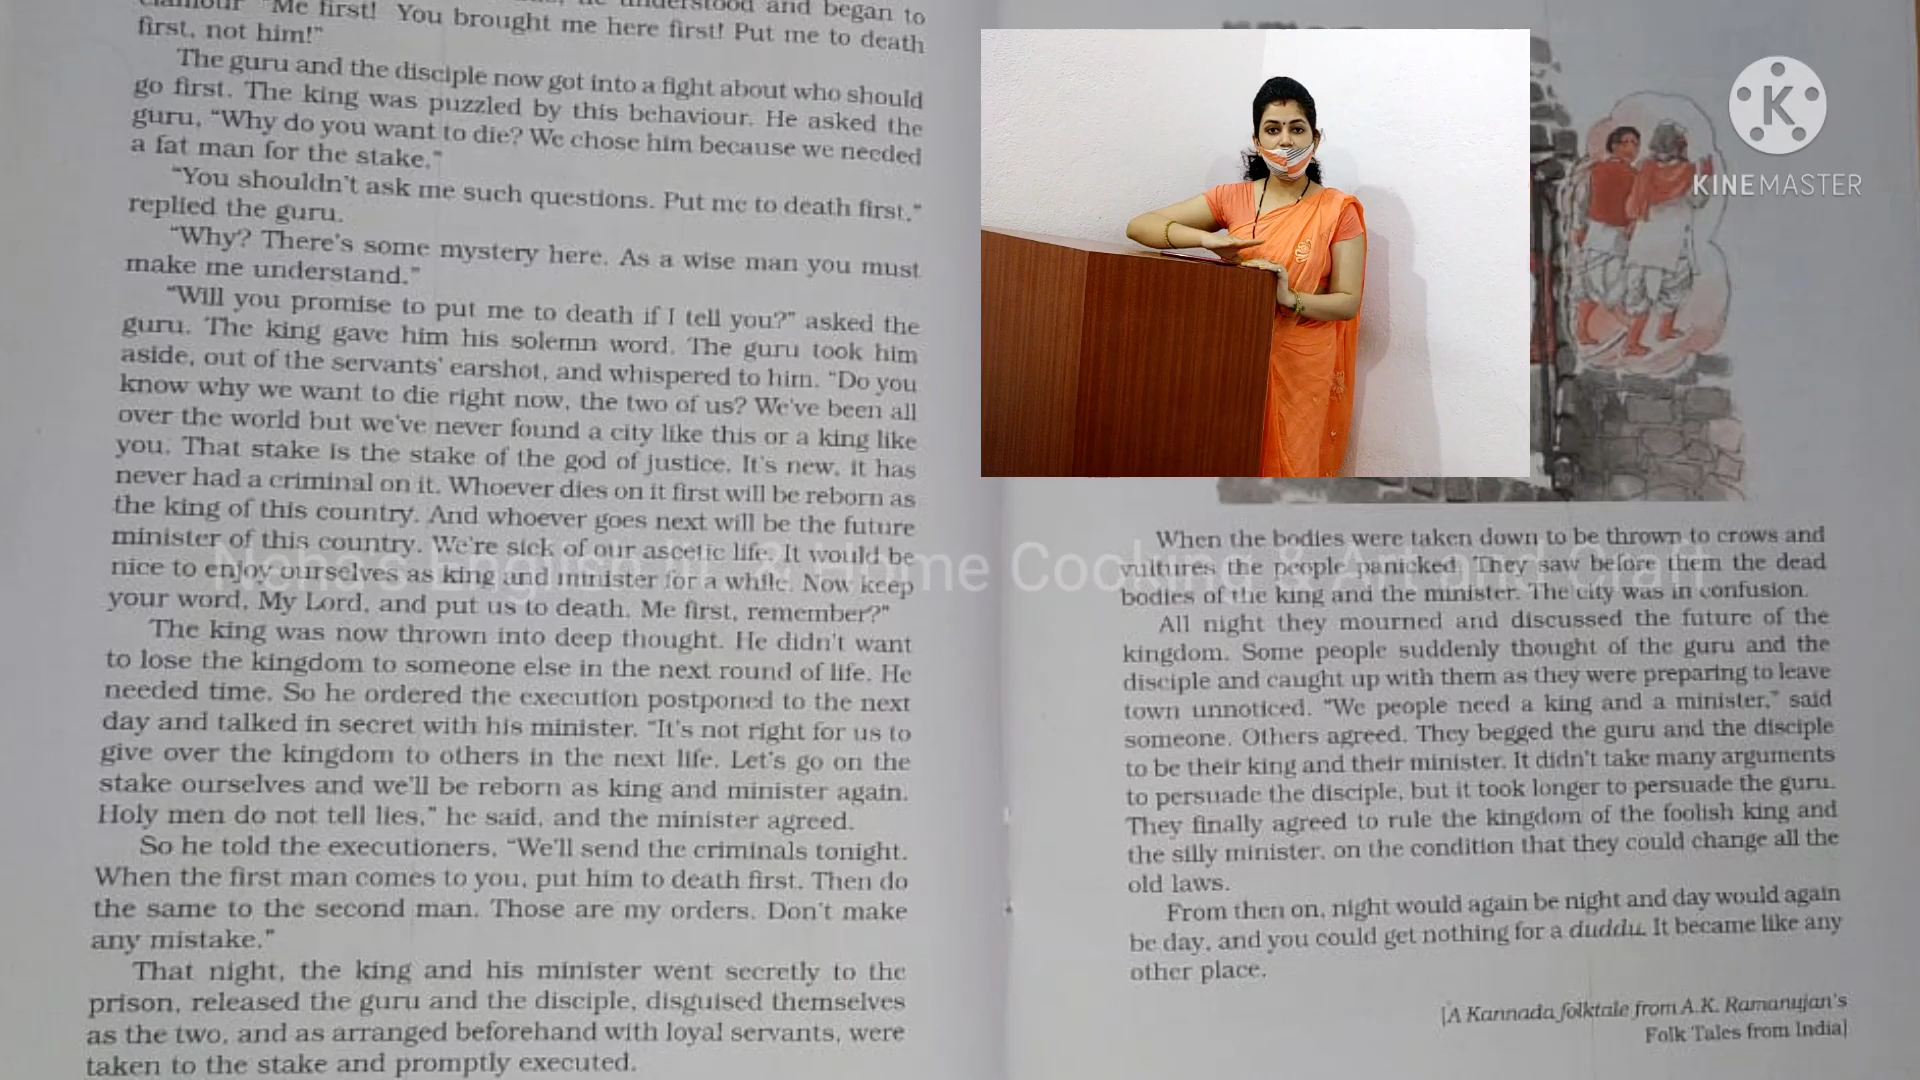 clamour "Me first! You brought me here first! Put me to death
first, not him!"
The guru and the disciple now got into a fight about who should
go first. The king was puzzled by this behaviour. He asked the
guru, "Why do you want to die? We chose him because we needed
a fat man for the stake."
"You shouldn't ask me such questions. Put me to death first,"
replied the guru.
"Why? There's some mystery here. As a wise man you must
make me understand."
"Will you promise to put me to death if I tell you?" asked the
guru. The king gave him his solemn word. The guru took him
aside, out of the servants' earshot, and whispered to him. "Do you
know why we want to die right now, the two of us? We've been all
over the world but we've never found a city like this or a king like
you. That stake is the stake of the god of justice. It's new, it has
never had a criminal on it. Whoever dies on it first will be reborn as
the king of this country. And whoever goes next will be the future
minister of this country. We're sick of our ascetic life. It would be
nice to enjoy ourselves as king and minister for a while. Now keep
your word, My Lord, and put us to death. Me first, remember?"
The king was now thrown into deep thought. He didn't want
to lose the kingdom to someone else in the next round of life. He
needed time. So he ordered the execution postponed to the next
day and talked in secret with his minister. "It's not right for us to
give over the kingdom to others in the next life. Let's go on the
stake ourselves and we'll be reborn as king and minister again.
Holy men do not tell lies," he said, and the minister agreed.
So he told the executioners, "We'll send the criminals tonight.
When the first man comes to you, put him to death first. Then do
the same to the second man. Those are my orders. Don't make
any mistake."
That night, the king and his minister went secretly to the
prison, released the guru and the disciple, disguised themselves
as the two, and as arranged beforehand with loyal servants, were
taken to the stake and promptly executed.
KINEMASTER
When the bodies were taken down to be thrown to crows and
vultures the people panicked. They saw before them the dead
bodies of the king and the minister. The city was in confusion.
All night they mourned and discussed the future of the
kingdom. Some people suddenly thought of the guru and the
disciple and caught up with them as they were preparing to leave
town unnoticed. "We people need a king and a minister," said
someone. Others agreed. They begged the guru and the disciple
to be their king and their minister. It didn't take many arguments
to persuade the disciple, but it took longer to persuade the guru.
They finally agreed to rule the kingdom of the foolish king and
the silly minister, on the condition that they could change all the
old laws.
From then on, night would again be night and day would again
be day, and you could get nothing for a duddu. It became like any
other place.
[A Kannada folktale from A.K. Ramanujan's
Folk Tales from India]
English & Home Cooking & Art and Craft